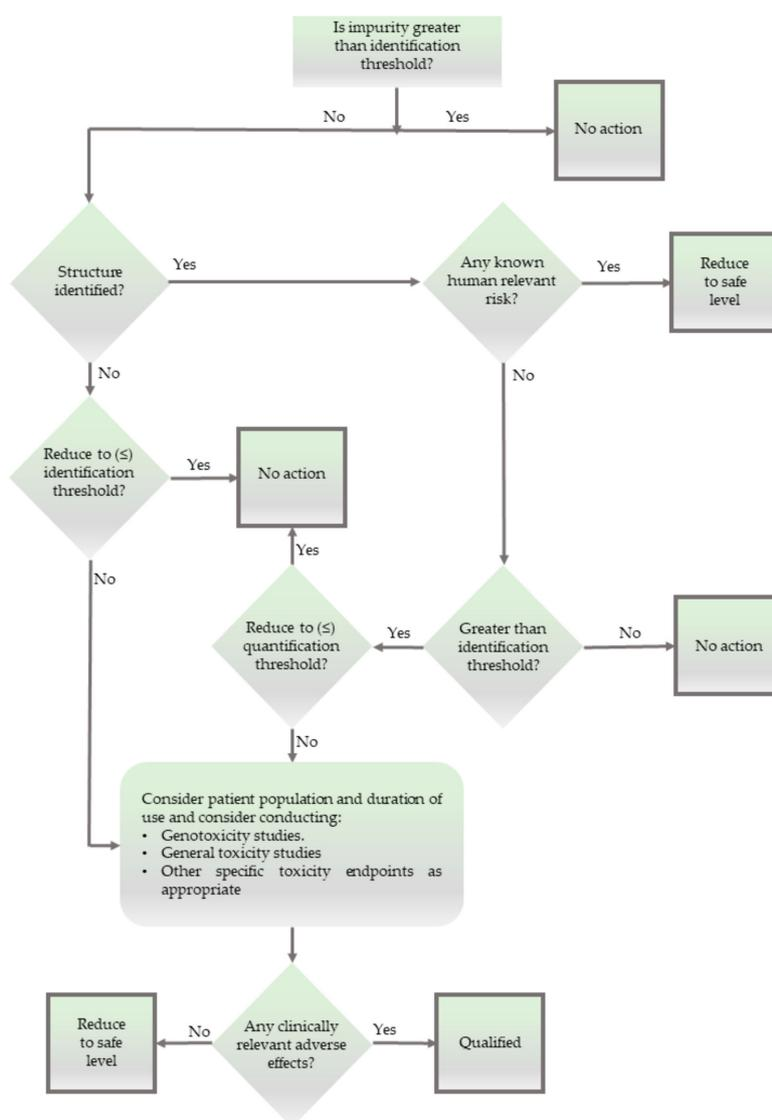 Is impurity greater
than identification
threshold?
No
Yes
No action
Structure
identified?
Yes
Any known
human relevant
risk?
Yes
Reduce
to safe
level
No
No
Reduce to (≤)
identification
threshold?
Yes
No action
Yes
No
Reduce to (≤)
quantification
threshold?
Yes
Greater than
identification
threshold?
No
No action
No
Consider patient population and duration of
use and consider conducting:
• Genotoxicity studies.
• General toxicity studies
• Other specific toxicity endpoints as
appropriate
Reduce
to safe
level
No
Any clinically
relevant adverse
effects?
Yes
Qualified